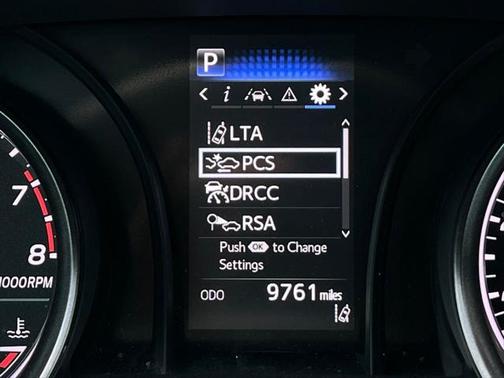 P
i
LTA
PCS
DRCC
RSA
Push OK to Change
Settings
ODO 9761 miles
7
8
1000RPM